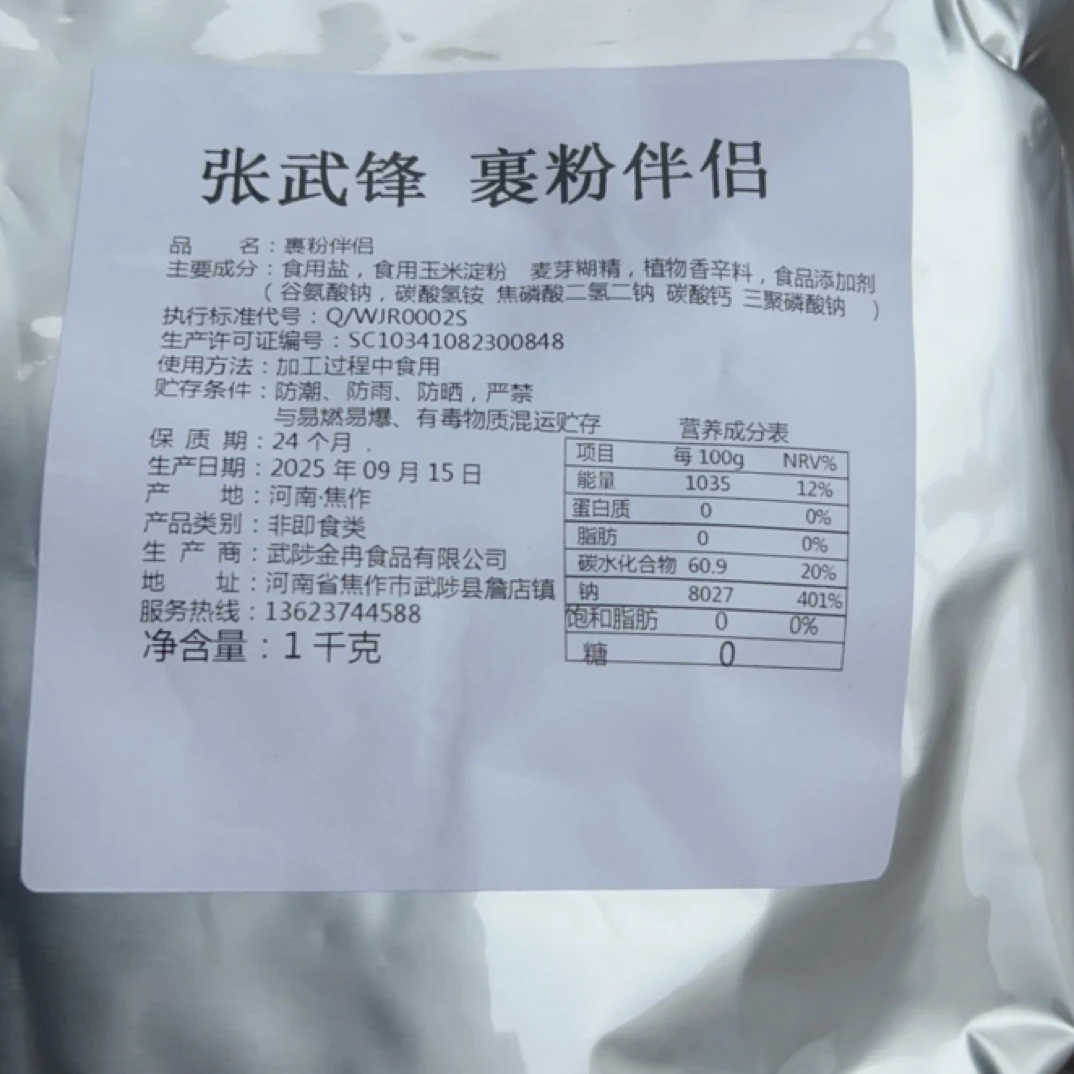 张武锋 裹粉伴侣
品 名：裹粉伴侣
主要成分：食用盐，食用玉米淀粉 麦芽糊精，植物香辛料，食品添加剂
（谷氨酸钠，碳酸氢铵 焦磷酸二氢二钠 碳酸钙 三聚磷酸钠 ）
执行标准代号：Q/WJR0002S
生产许可证编号：SC10341082300848
使用方法：加工过程中食用
贮存条件：防潮、防雨、防晒，严禁
与易燃易爆、有毒物质混运贮存
保 质 期：24 个月．
生产日期：2025 年 09 月 15 日
产 地：河南·焦作
产品类别：非即食类
生 产 商：武陟金冉食品有限公司
地 址：河南省焦作市武陟县詹店镇
服务热线：13623744588
净含量：1 千克
营养成分表
项目 每 100g NRV%
能量 1035 12%
蛋白质 0 0%
脂肪 0 0%
碳水化合物 60.9 20%
钠 8027 401%
饱和脂肪 0 0%
糖 0